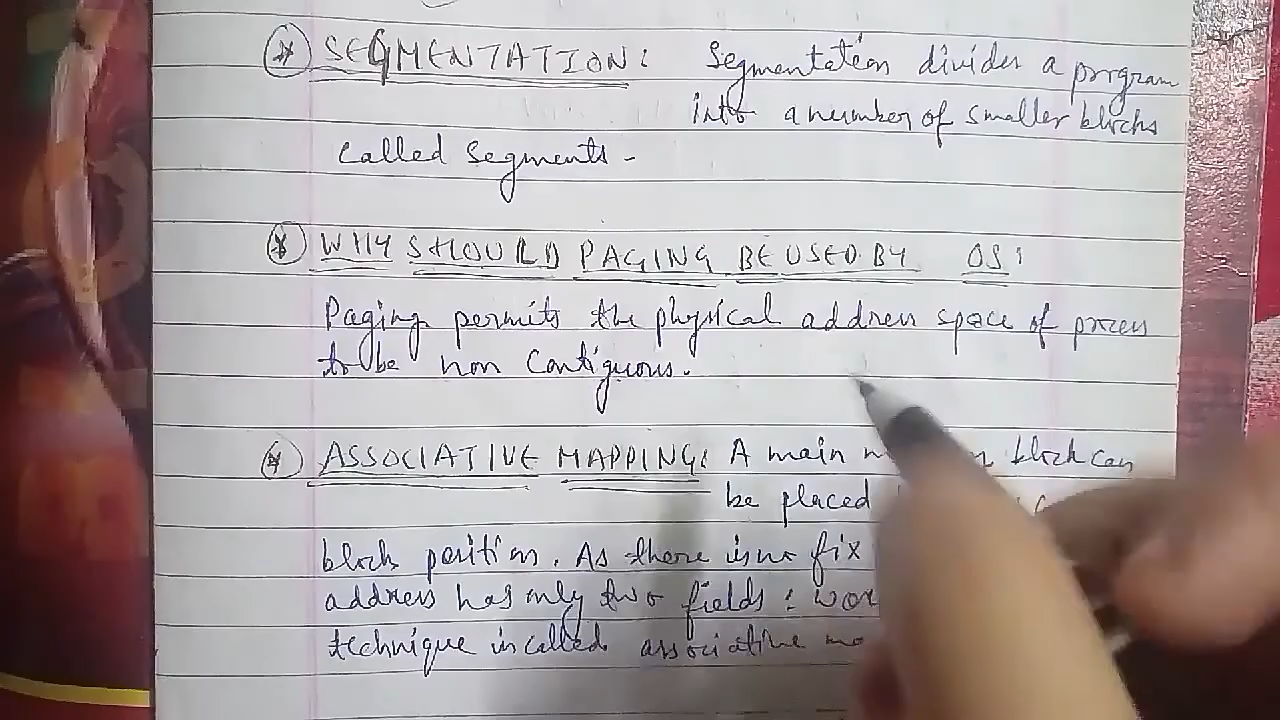 SEGMENTATION: Segmentation divides a program
into a number of smaller blocks
called segments.
WHY SHOULD PAGING BE USED BY OS:
Paging permits the physical address space of process
to be non contiguous.
ASSOCIATIVE MAPPING: A main block can
be placed
block position. As there is no fix
address has only two fields: wor
technique is called associative